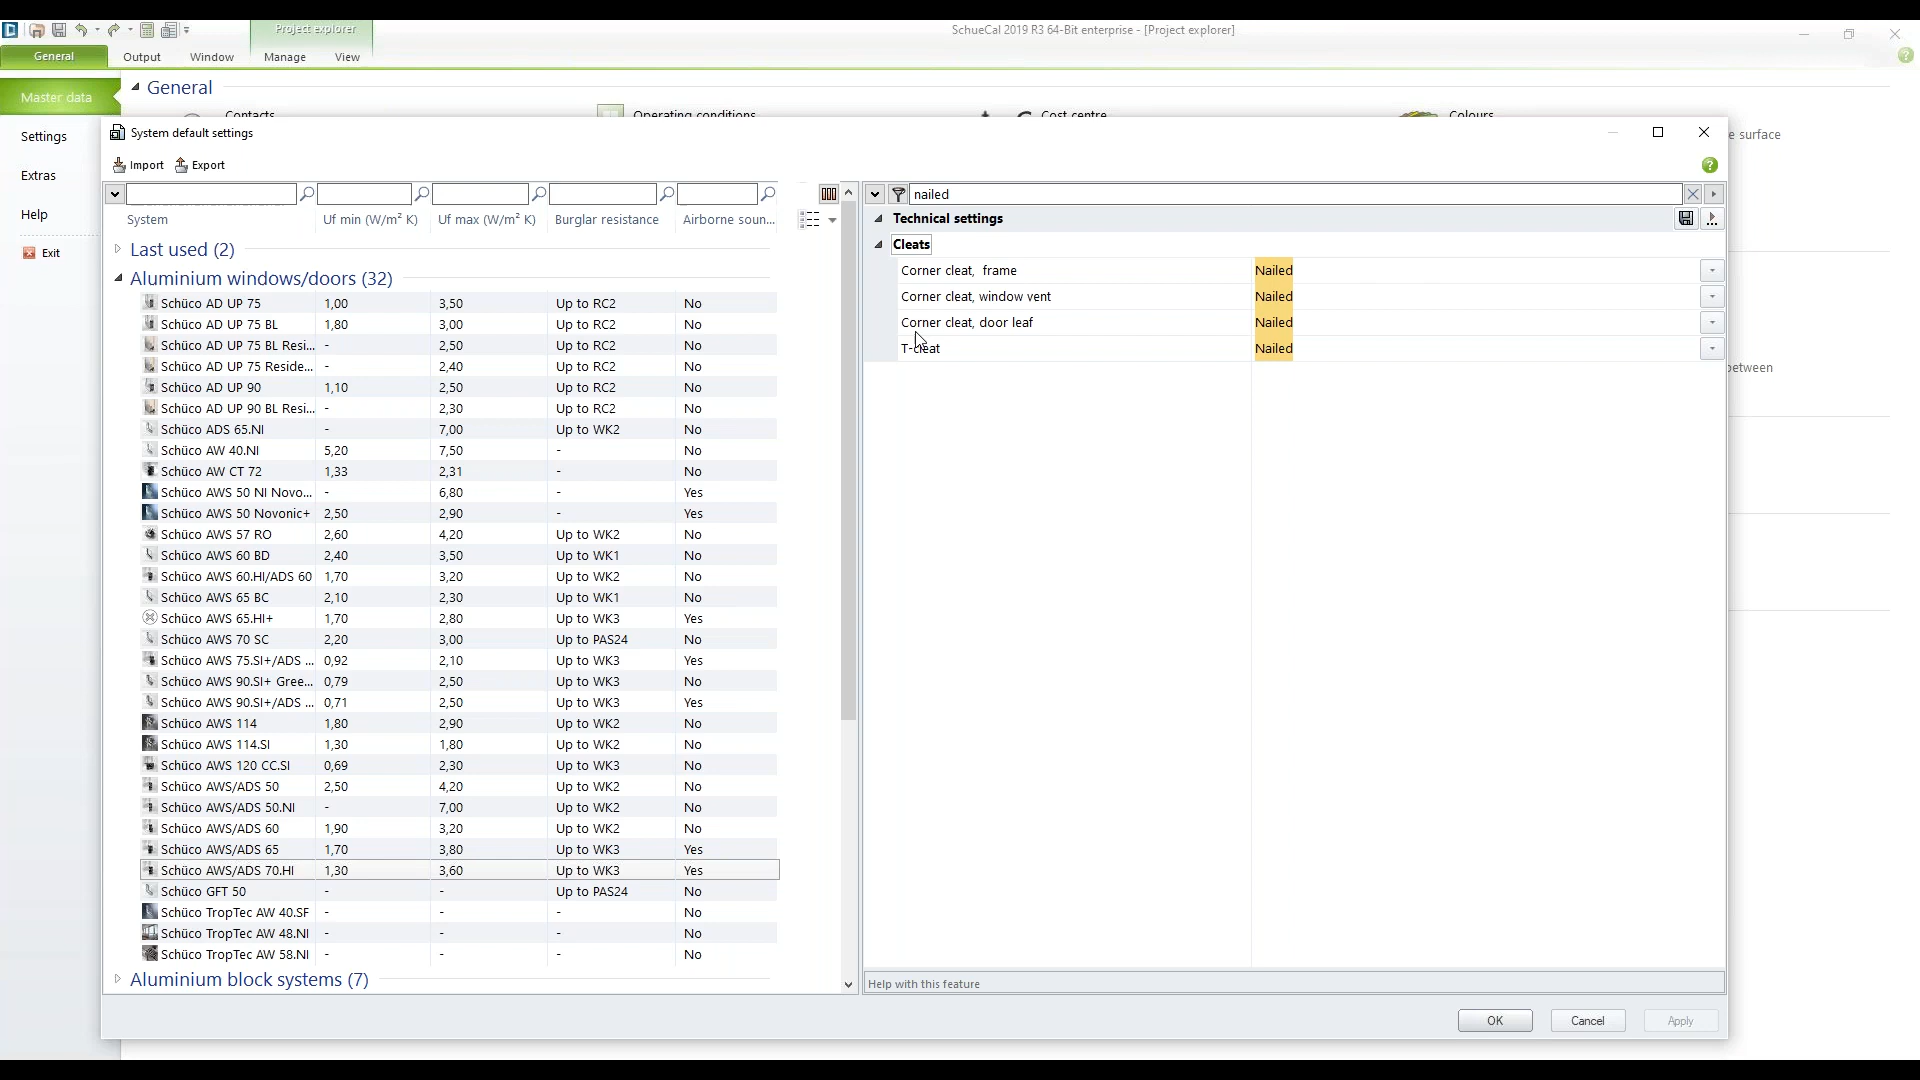 Project explorer
SchueCal 2019 R3 64-Bit enterprise - [Project explorer]
General Output Window Manage View
Master data
Settings
Extras
Help
Exit
General
Contacts Operating conditions Cost centre Colours
e surface
etween
System default settings
Import Export
System Uf min (W/m² K) Uf max (W/m² K) Burglar resistance Airborne soun...
Last used (2)
Aluminium windows/doors (32)
Schüco AD UP 75 1,00 3,50 Up to RC2 No
Schüco AD UP 75 BL 1,80 3,00 Up to RC2 No
Schüco AD UP 75 BL Resi... - 2,50 Up to RC2 No
Schüco AD UP 75 Reside... - 2,40 Up to RC2 No
Schüco AD UP 90 1,10 2,50 Up to RC2 No
Schüco AD UP 90 BL Resi... - 2,30 Up to RC2 No
Schüco ADS 65.NI - 7,00 Up to WK2 No
Schüco AW 40.NI 5,20 7,50 - No
Schüco AW CT 72 1,33 2,31 - No
Schüco AWS 50 NI Novo... - 6,80 - Yes
Schüco AWS 50 Novonic+ 2,50 2,90 - Yes
Schüco AWS 57 RO 2,60 4,20 Up to WK2 No
Schüco AWS 60 BD 2,40 3,50 Up to WK1 No
Schüco AWS 60.HI/ADS 60 1,70 3,20 Up to WK2 No
Schüco AWS 65 BC 2,10 2,30 Up to WK1 No
Schüco AWS 65.HI+ 1,70 2,80 Up to WK3 Yes
Schüco AWS 70 SC 2,20 3,00 Up to PAS24 No
Schüco AWS 75.SI+/ADS ... 0,92 2,10 Up to WK3 Yes
Schüco AWS 90.SI+ Gree... 0,79 2,50 Up to WK3 No
Schüco AWS 90.SI+/ADS ... 0,71 2,50 Up to WK3 Yes
Schüco AWS 114 1,80 2,90 Up to WK2 No
Schüco AWS 114.SI 1,30 1,80 Up to WK2 No
Schüco AWS 120 CC.SI 0,69 2,30 Up to WK3 No
Schüco AWS/ADS 50 2,50 4,20 Up to WK2 No
Schüco AWS/ADS 50.NI - 7,00 Up to WK2 No
Schüco AWS/ADS 60 1,90 3,20 Up to WK2 No
Schüco AWS/ADS 65 1,70 3,80 Up to WK3 Yes
Schüco AWS/ADS 70.HI 1,30 3,60 Up to WK3 Yes
Schüco GFT 50 - - Up to PAS24 No
Schüco TropTec AW 40.SF - - - No
Schüco TropTec AW 48.NI - - - No
Schüco TropTec AW 58.NI - - - No
Aluminium block systems (7)
nailed
Technical settings
Cleats
Corner cleat, frame Nailed
Corner cleat, window vent Nailed
Corner cleat, door leaf Nailed
T-cleat Nailed
Help with this feature
OK Cancel Apply